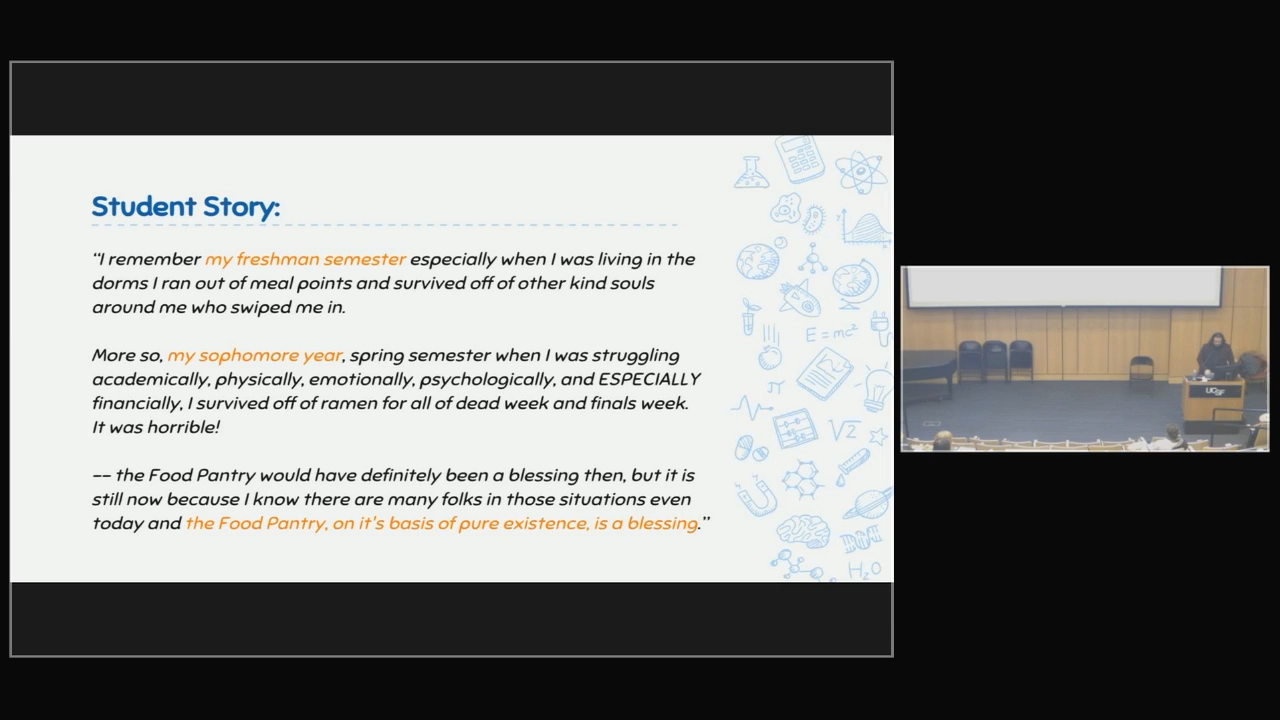 Student Story:
“I remember my freshman semester especially when I was living in the
dorms I ran out of meal points and survived off of other kind souls
around me who swiped me in.
More so, my sophomore year, spring semester when I was struggling
academically, physically, emotionally, psychologically, and ESPECIALLY
financially, I survived off of ramen for all of dead week and finals week.
It was horrible!
-- the Food Pantry would have definitely been a blessing then, but it is
still now because I know there are many folks in those situations even
today and the Food Pantry, on it's basis of pure existence, is a blessing.”
E=mc²
π
√2
H₂O